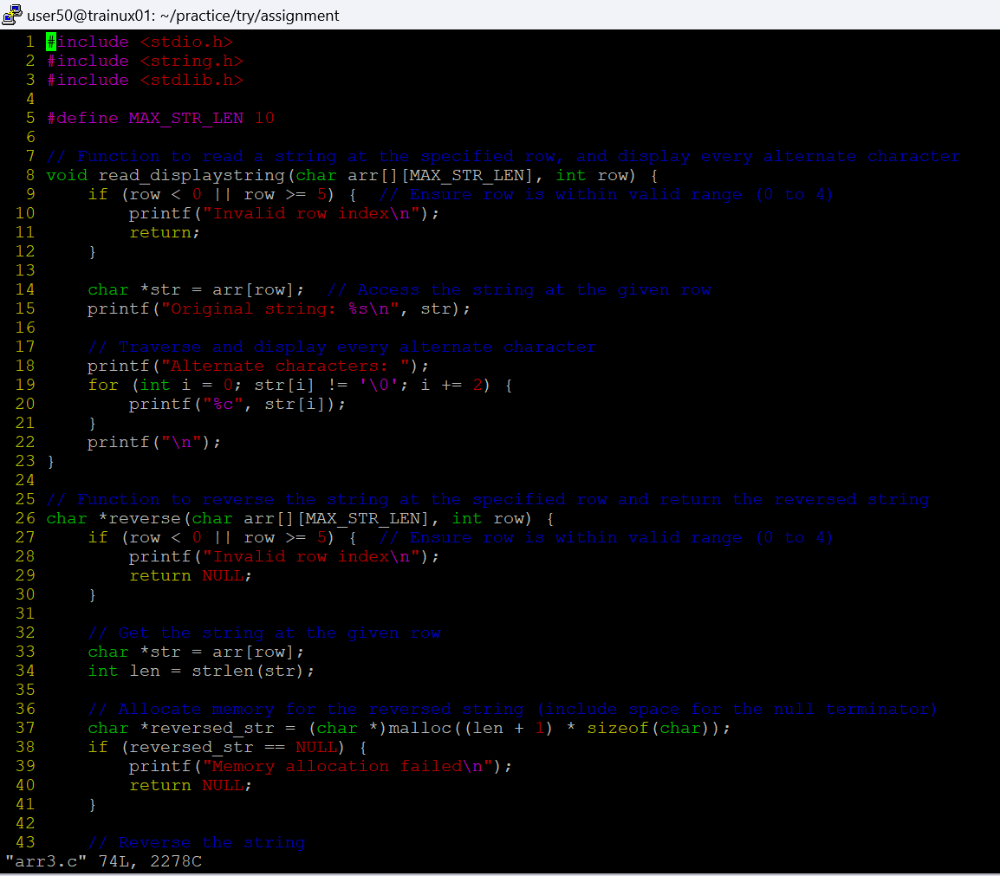 user50@trainux01: ~/practice/try/assignment
1 #include <stdio.h>
2 #include <string.h>
3 #include <stdlib.h>
4
5 #define MAX_STR_LEN 10
6
7 // Function to read a string at the specified row, and display every alternate character
8 void read_displaystring(char arr[][MAX_STR_LEN], int row) {
9     if (row < 0 || row >= 5) {  // Ensure row is within valid range (0 to 4)
10         printf("Invalid row index\n");
11         return;
12     }
13
14     char *str = arr[row];  // Access the string at the given row
15     printf("Original string: %s\n", str);
16
17     // Traverse and display every alternate character
18     printf("Alternate characters: ");
19     for (int i = 0; str[i] != '\0'; i += 2) {
20         printf("%c", str[i]);
21     }
22     printf("\n");
23 }
24
25 // Function to reverse the string at the specified row and return the reversed string
26 char *reverse(char arr[][MAX_STR_LEN], int row) {
27     if (row < 0 || row >= 5) {  // Ensure row is within valid range (0 to 4)
28         printf("Invalid row index\n");
29         return NULL;
30     }
31
32     // Get the string at the given row
33     char *str = arr[row];
34     int len = strlen(str);
35
36     // Allocate memory for the reversed string (include space for the null terminator)
37     char *reversed_str = (char *)malloc((len + 1) * sizeof(char));
38     if (reversed_str == NULL) {
39         printf("Memory allocation failed\n");
40         return NULL;
41     }
42
43     // Reverse the string
"arr3.c" 74L, 2278C